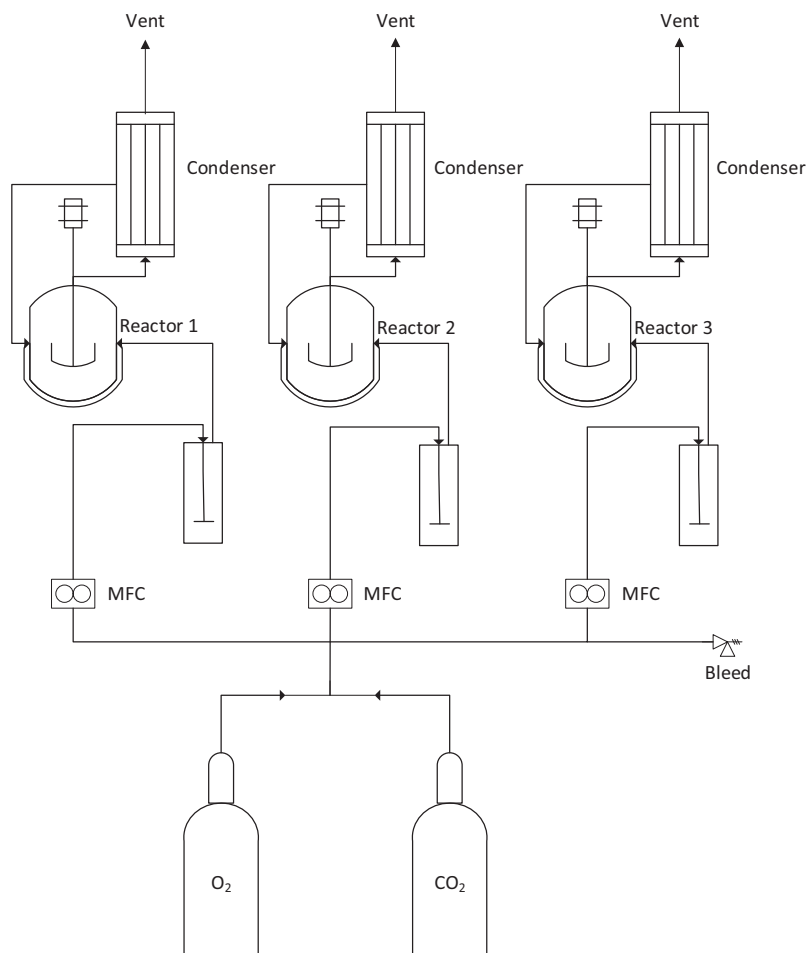 Vent
Vent
Vent
Condenser
Condenser
Condenser
Reactor 1
Reactor 2
Reactor 3
MFC
MFC
MFC
Bleed
O₂
CO₂